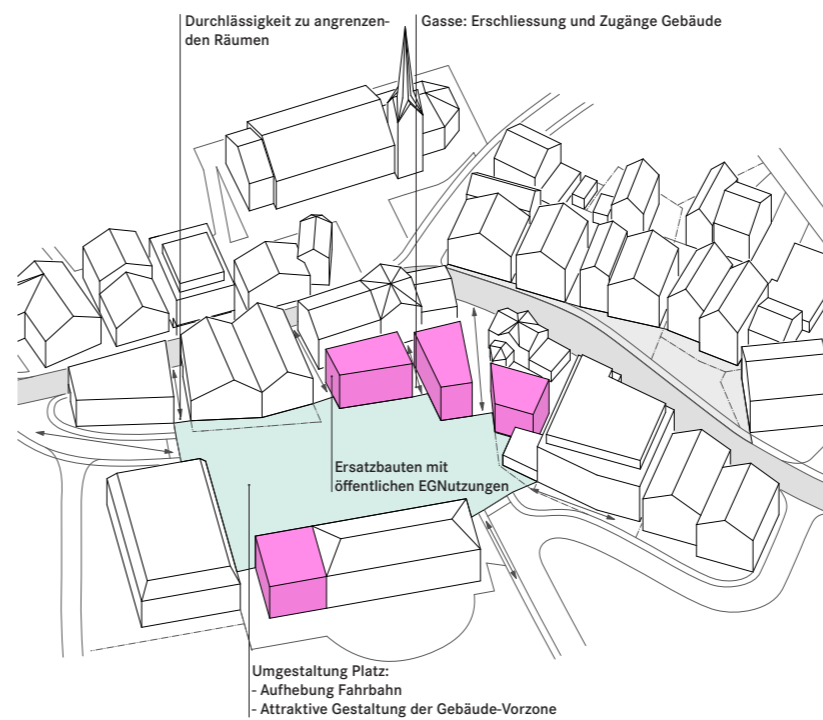 Durchlässigkeit zu angrenzen-
den Räumen
Gasse: Erschliessung und Zugänge Gebäude
Ersatzbauten mit
öffentlichen EGNutzungen
Umgestaltung Platz:
- Aufhebung Fahrbahn
- Attraktive Gestaltung der Gebäude-Vorzone